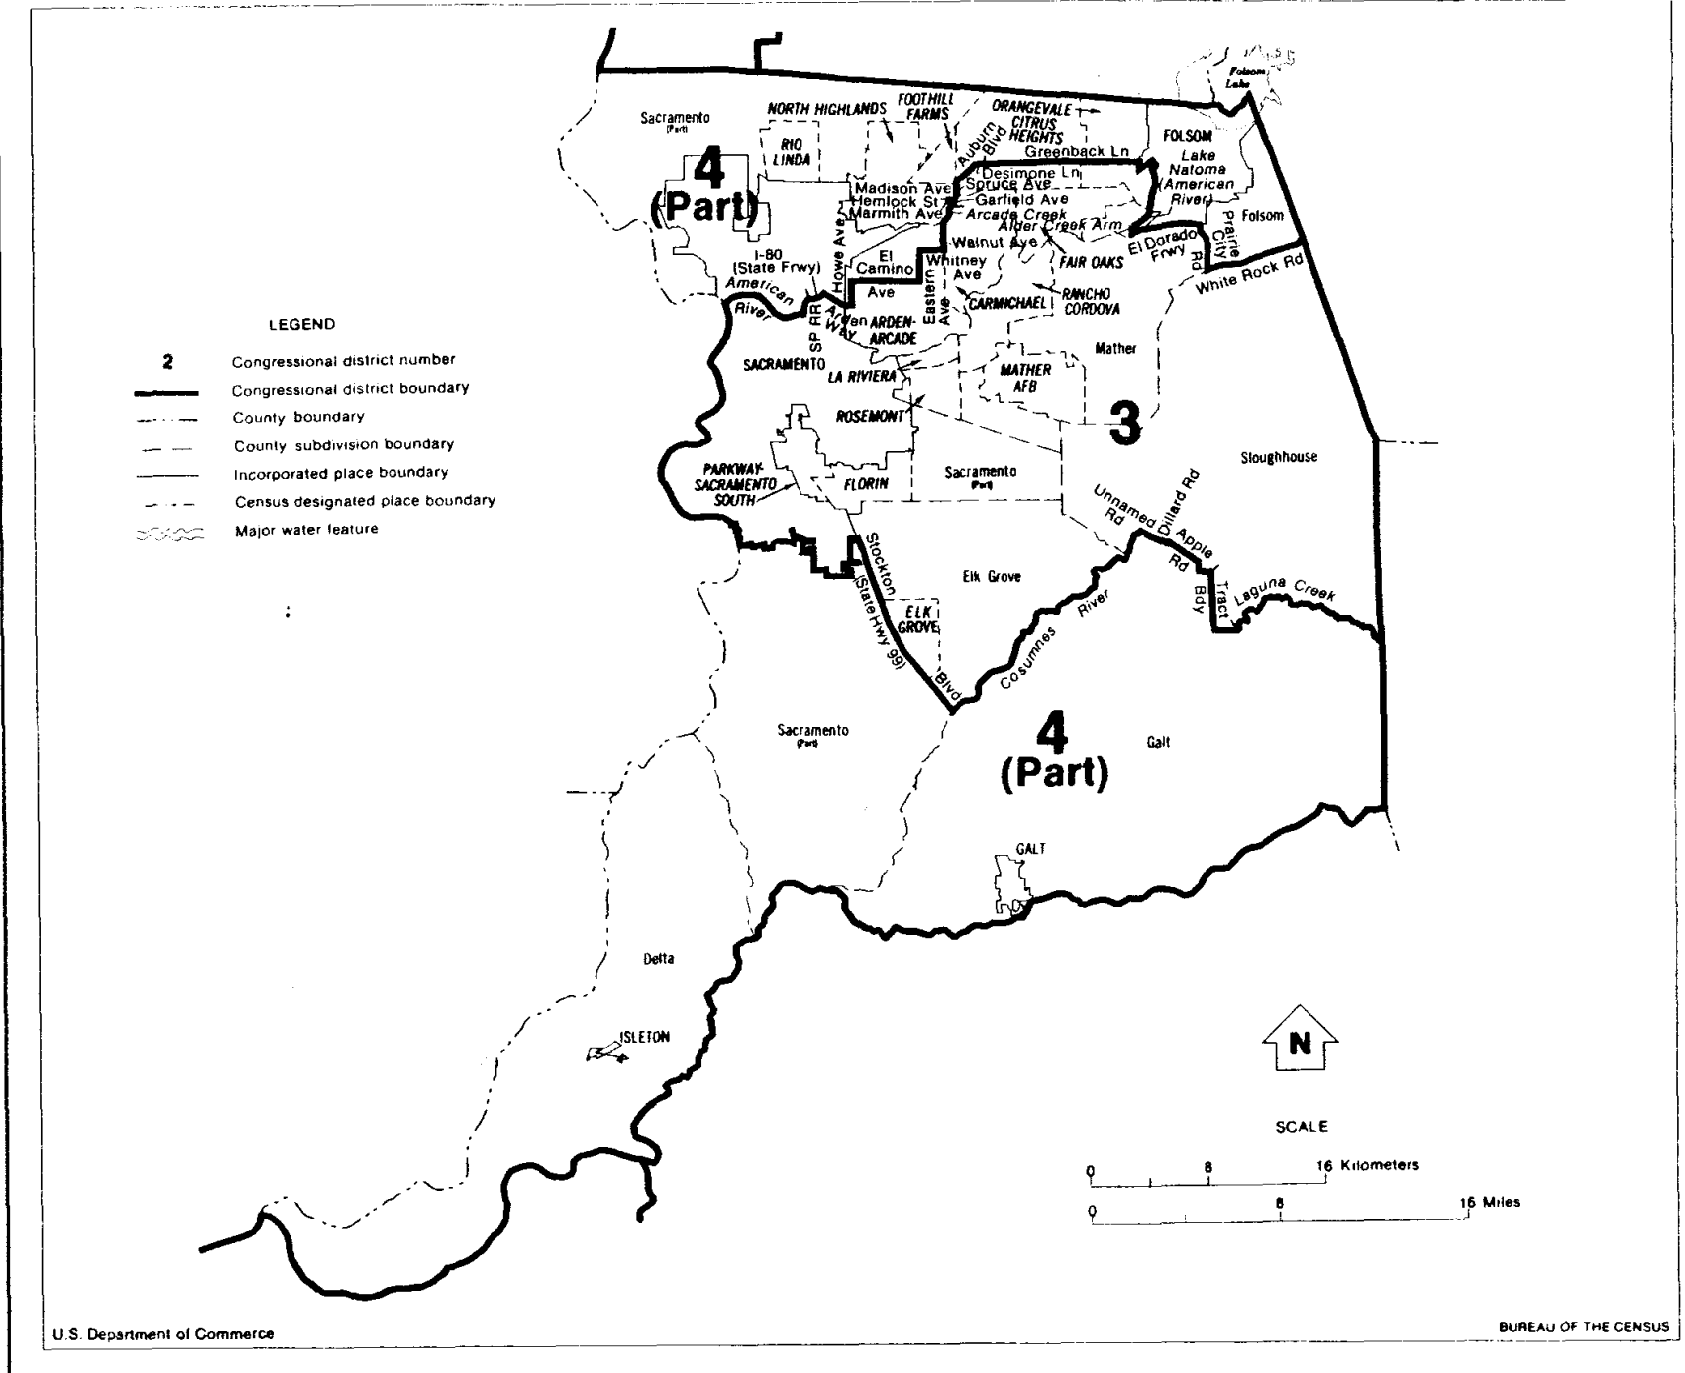 Folsom
Lake
Sacramento
(Part)
NORTH HIGHLANDS
FOOTHILL
FARMS
ORANGEVALE
CITRUS
HEIGHTS
Auburn
Blvd
RIO
LINDA
4
(Part)
FOLSOM
Greenback Ln
Lake
Natoma
(American
River)
Desimone Ln
Madison Ave
Spruce Ave
Hemlock St
Garfield Ave
Marmith Ave
Arcade Creek
Alder Creek Arm
Folsom
Prairie
City
Rd
El Dorado
Frwy
White Rock Rd
Howe Ave
Walnut Ave
I-80
(State Frwy)
El
Camino
Ave
Whitney
Ave
FAIR OAKS
American
River
Eastern
Ave
CARMICHAEL
RANCHO
CORDOVA
SP RR
Arden
Way
ARDEN-
ARCADE
LEGEND
2 Congressional district number
Congressional district boundary
County boundary
County subdivision boundary
Incorporated place boundary
Census designated place boundary
Major water feature
SACRAMENTO
LA RIVIERA
MATHER
AFB
Mather
ROSEMONT
3
Sloughhouse
PARKWAY-
SACRAMENTO
SOUTH
FLORIN
Sacramento
(Part)
Unnamed
Rd
Dillard Rd
Apple
Rd
Tract
Bdy
Laguna Creek
Stockton
Blvd
(State Hwy 99)
Elk Grove
ELK
GROVE
Cosumnes River
Sacramento
(Part)
4
(Part)
Galt
GALT
Delta
ISLETON
N
SCALE
0 8 16 Kilometers
0 8 16 Miles
U.S. Department of Commerce
BUREAU OF THE CENSUS